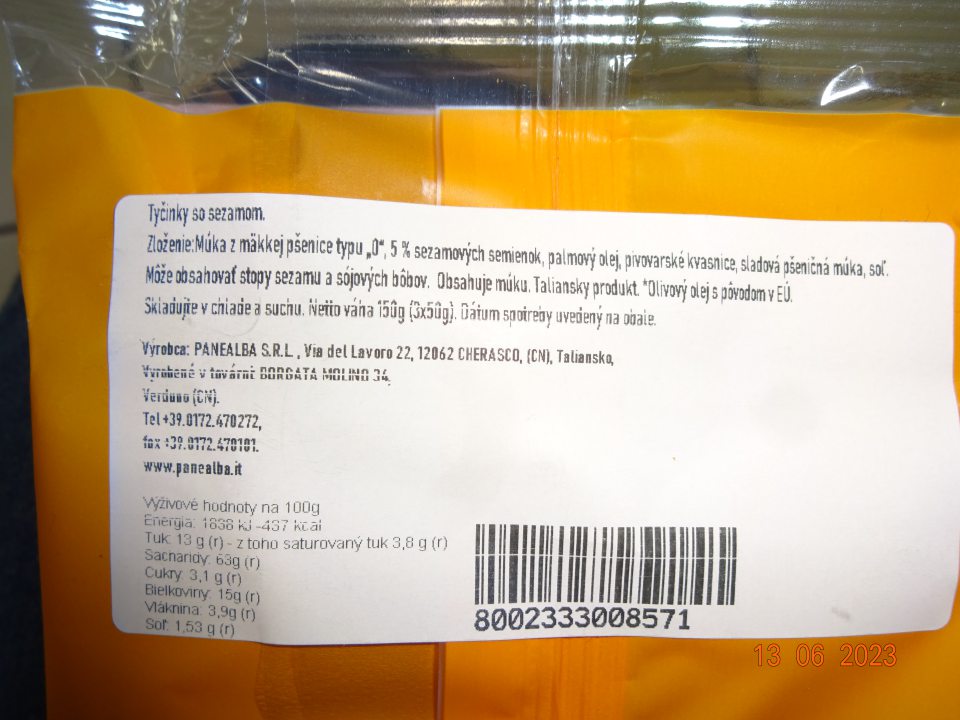 Tyčinky so sezamom.
Zloženie:Múka z mäkkej pšenice typu „0“, 5 % sezamových semienok, palmový olej, pivovarské kvasnice, sladová pšeničná múka, soľ.
Môže obsahovať stopy sezamu a sójových bôbov. Obsahuje múku. Taliansky produkt. *Olivový olej s pôvodom v EÚ.
Skladujte v chlade a suchu. Netto váha 150g (3x50g). Dátum spotreby uvedený na obale.
Výrobca: PANEALBA S.R.L., Via del Lavoro 22, 12062 CHERASCO, (CN), Taliansko,
Vyrobené v továrni BORGATA MOLINO 34,
Verduno (CN).
Tel +39.0172.470272,
fax +39.0172.470101.
www.panealba.it
Výživové hodnoty na 100g
Energia: 1838 kJ -437 kcal
Tuk: 13 g (r) - z toho saturovaný tuk 3,8 g (r)
Sacharidy: 63g (r)
Cukry: 3,1 g (r)
Bielkoviny: 15g (r)
Vláknina: 3,9g (r)
Soľ: 1,53 g (r)
8002333008571
13 06 2023